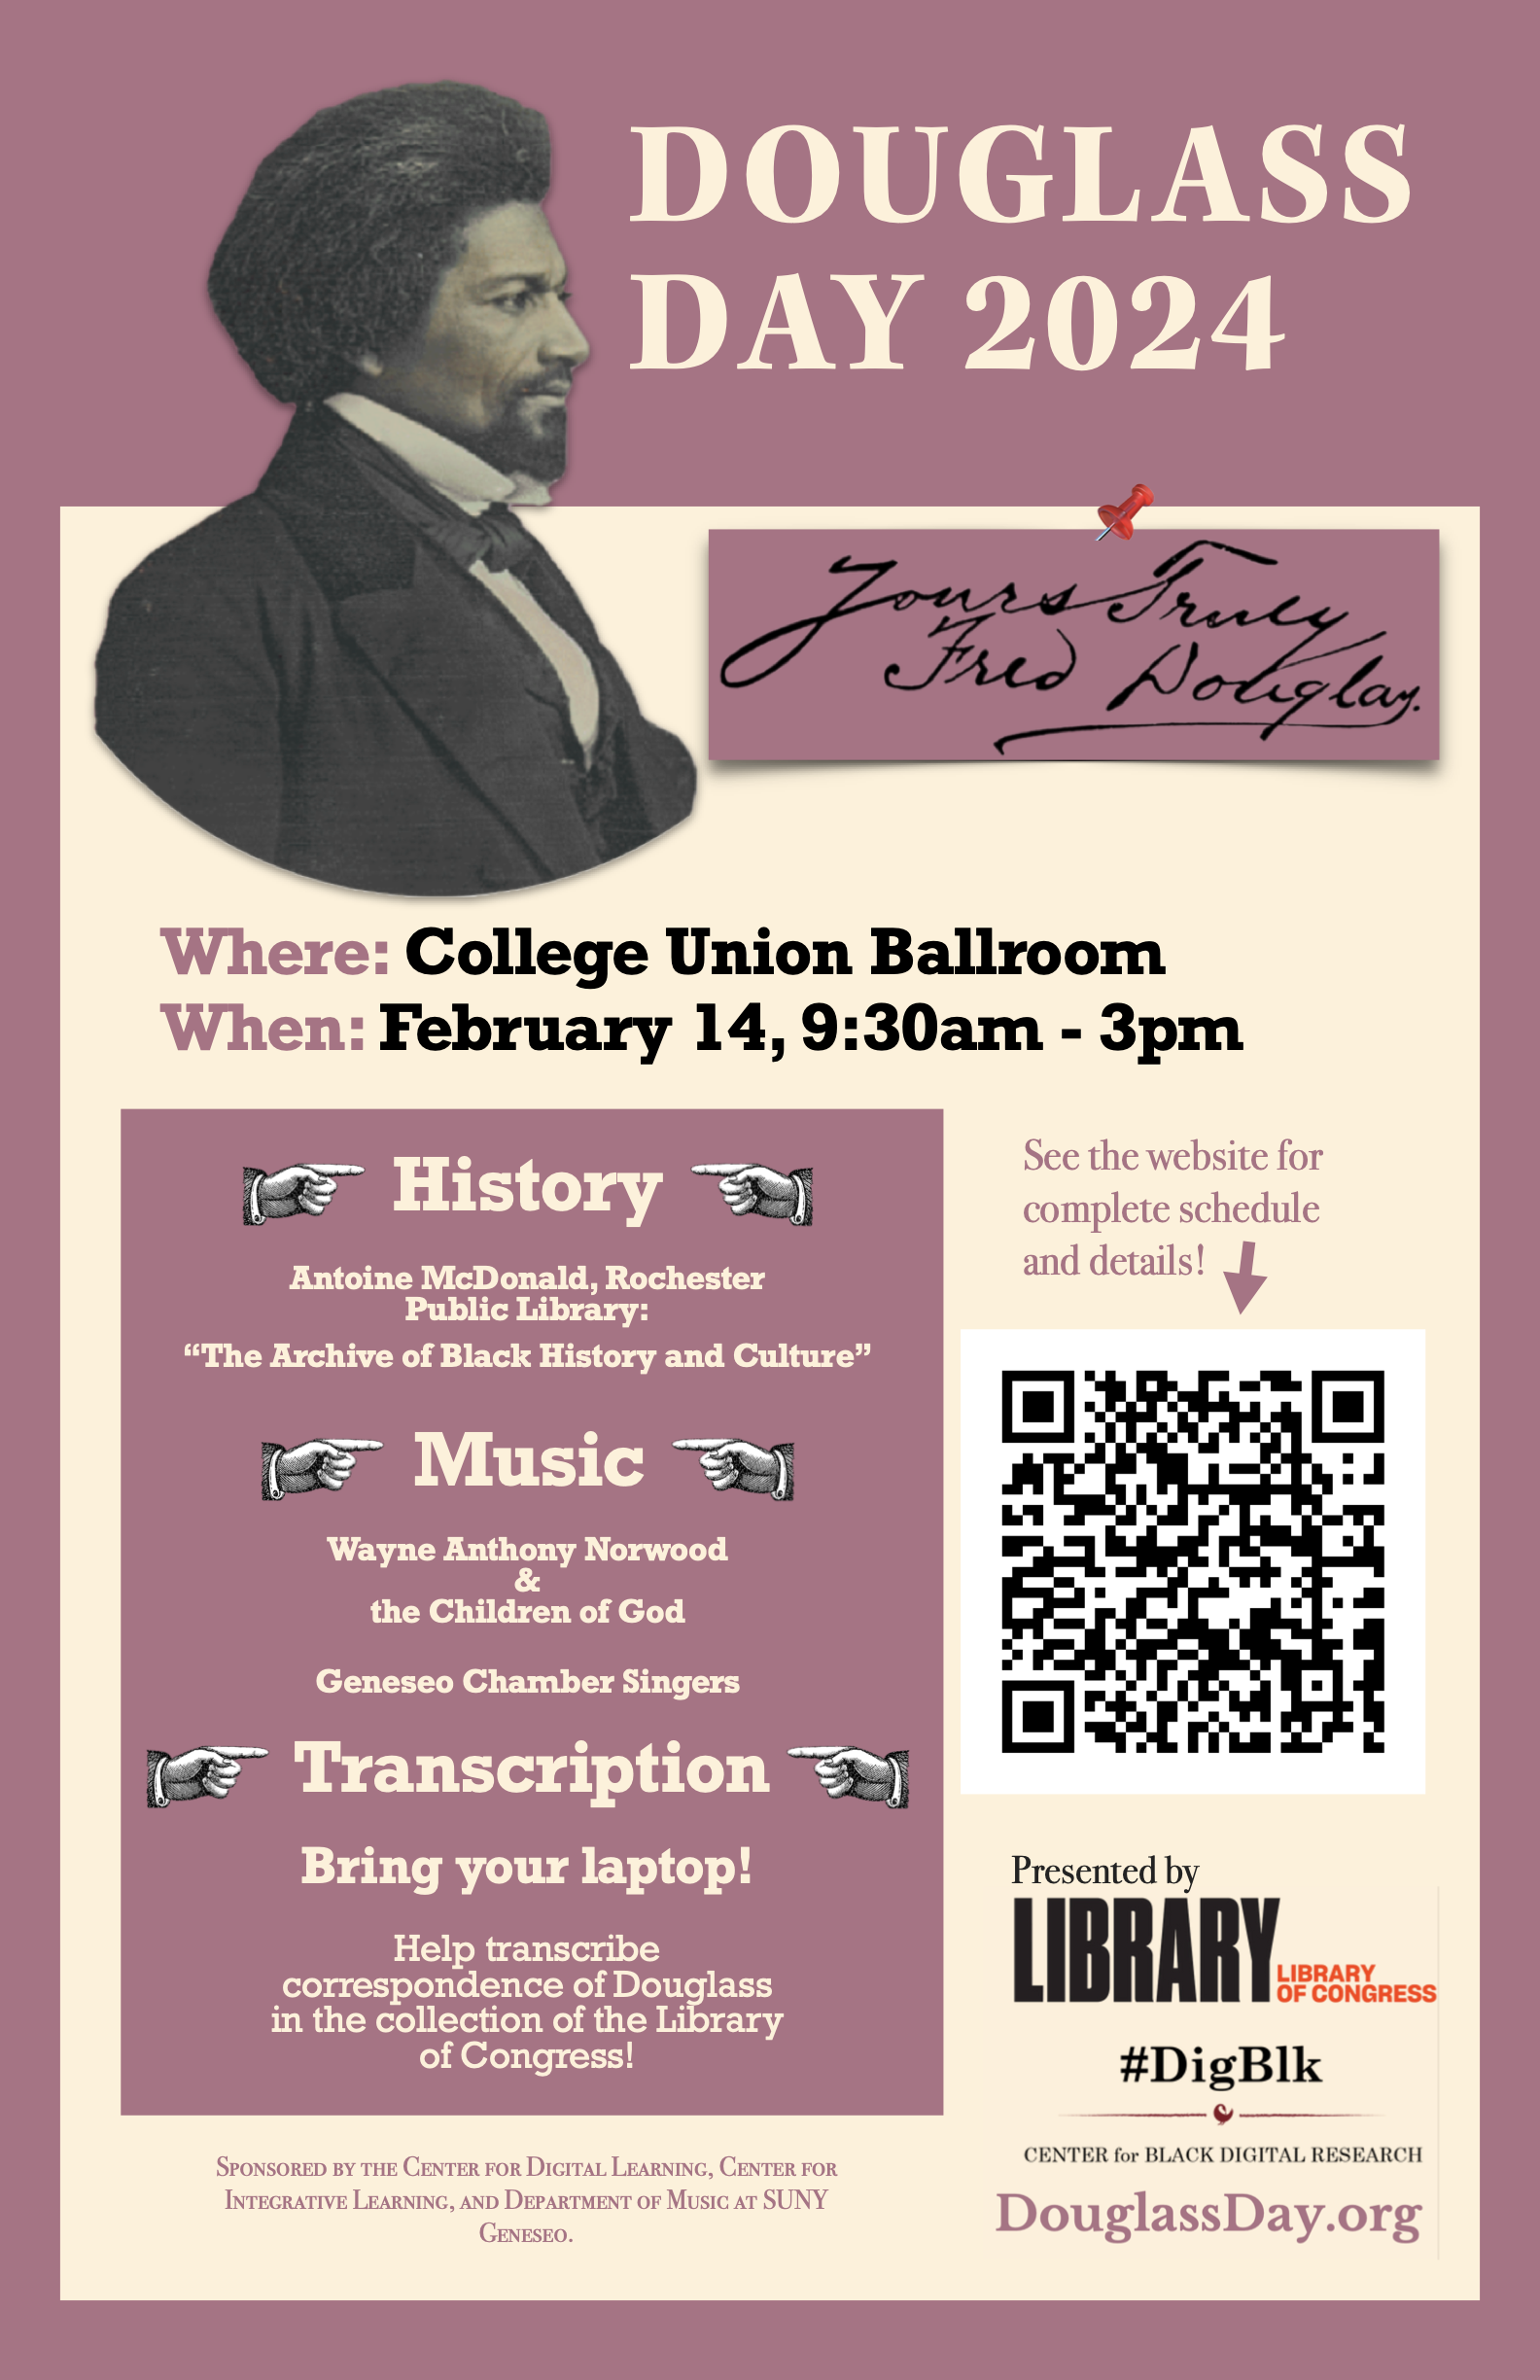 DOUGLASS
DAY 2024
Yours Truly
Fred Douglass.
Where: College Union Ballroom
When: February 14, 9:30am - 3pm
History
Antoine McDonald, Rochester
Public Library:
“The Archive of Black History and Culture”
Music
Wayne Anthony Norwood
&
the Children of God
Geneseo Chamber Singers
Transcription
Bring your laptop!
Help transcribe
correspondence of Douglass
in the collection of the Library
of Congress!
See the website for
complete schedule
and details!
Presented by
LIBRARY
LIBRARY
OF CONGRESS
#DigBlk
CENTER for BLACK DIGITAL RESEARCH
DouglassDay.org
Sponsored by the Center for Digital Learning, Center for
Integrative Learning, and Department of Music at SUNY
Geneseo.